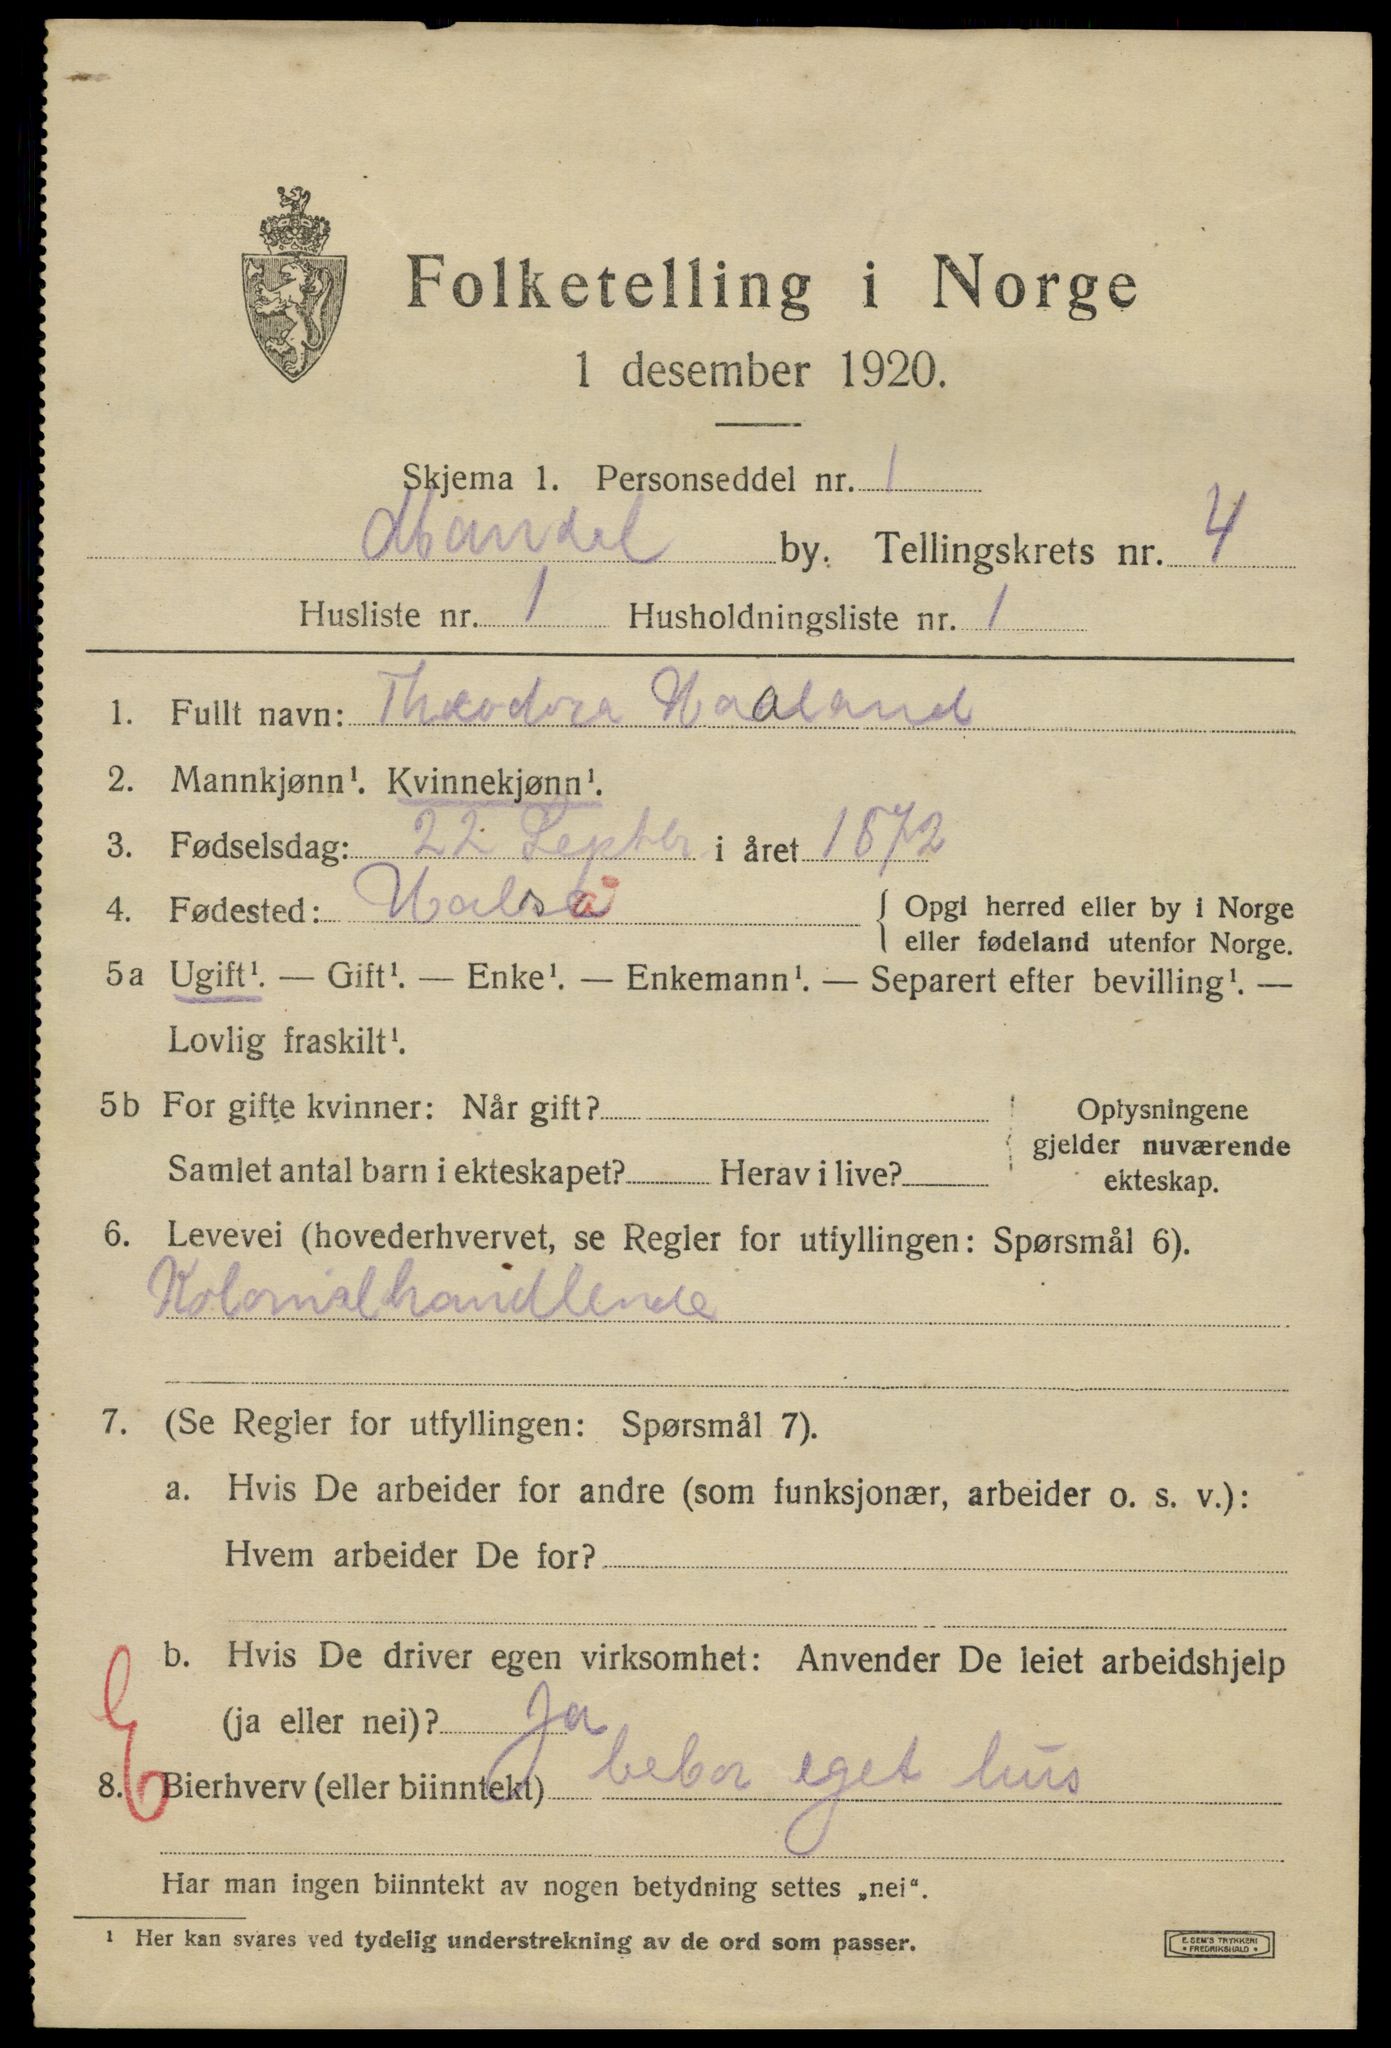 Folketelling i Norge
1 desember 1920.
Skjema 1. Personseddel nr. 1
Mandal by. Tellingskrets nr. 4
Husliste nr. 1 Husholdningsliste nr. 1
1. Fullt navn: Theodora Haaland
2. Mannkjønn¹. Kvinnekjønn¹.
3. Fødselsdag: 22 Septbr i året 1872
4. Fødested: Halså { Opgi herred eller by i Norge
eller fødeland utenfor Norge.
5a Ugift¹. — Gift¹. — Enke¹. — Enkemann¹. — Separert efter bevilling¹. —
Lovlig fraskilt¹.
5b For gifte kvinner: Når gift? Oplysningene
gjelder nuværende
Samlet antal barn i ekteskapet? Herav i live? ekteskap.
6. Levevei (hovederhvervet, se Regler for utfyllingen: Spørsmål 6).
Kolonialhandlende
7. (Se Regler for utfyllingen: Spørsmål 7).
a. Hvis De arbeider for andre (som funksjonær, arbeider o. s. v.):
Hvem arbeider De for?
b. Hvis De driver egen virksomhet: Anvender De leiet arbeidshjelp
(ja eller nei)? Ja
8. Bierhverv (eller biinntekt) bebor eget hus
Har man ingen biinntekt av nogen betydning settes „nei“.
¹ Her kan svares ved tydelig understrekning av de ord som passer.
E. SEM'S TRYKKERI
• FREDRIKSHALD •